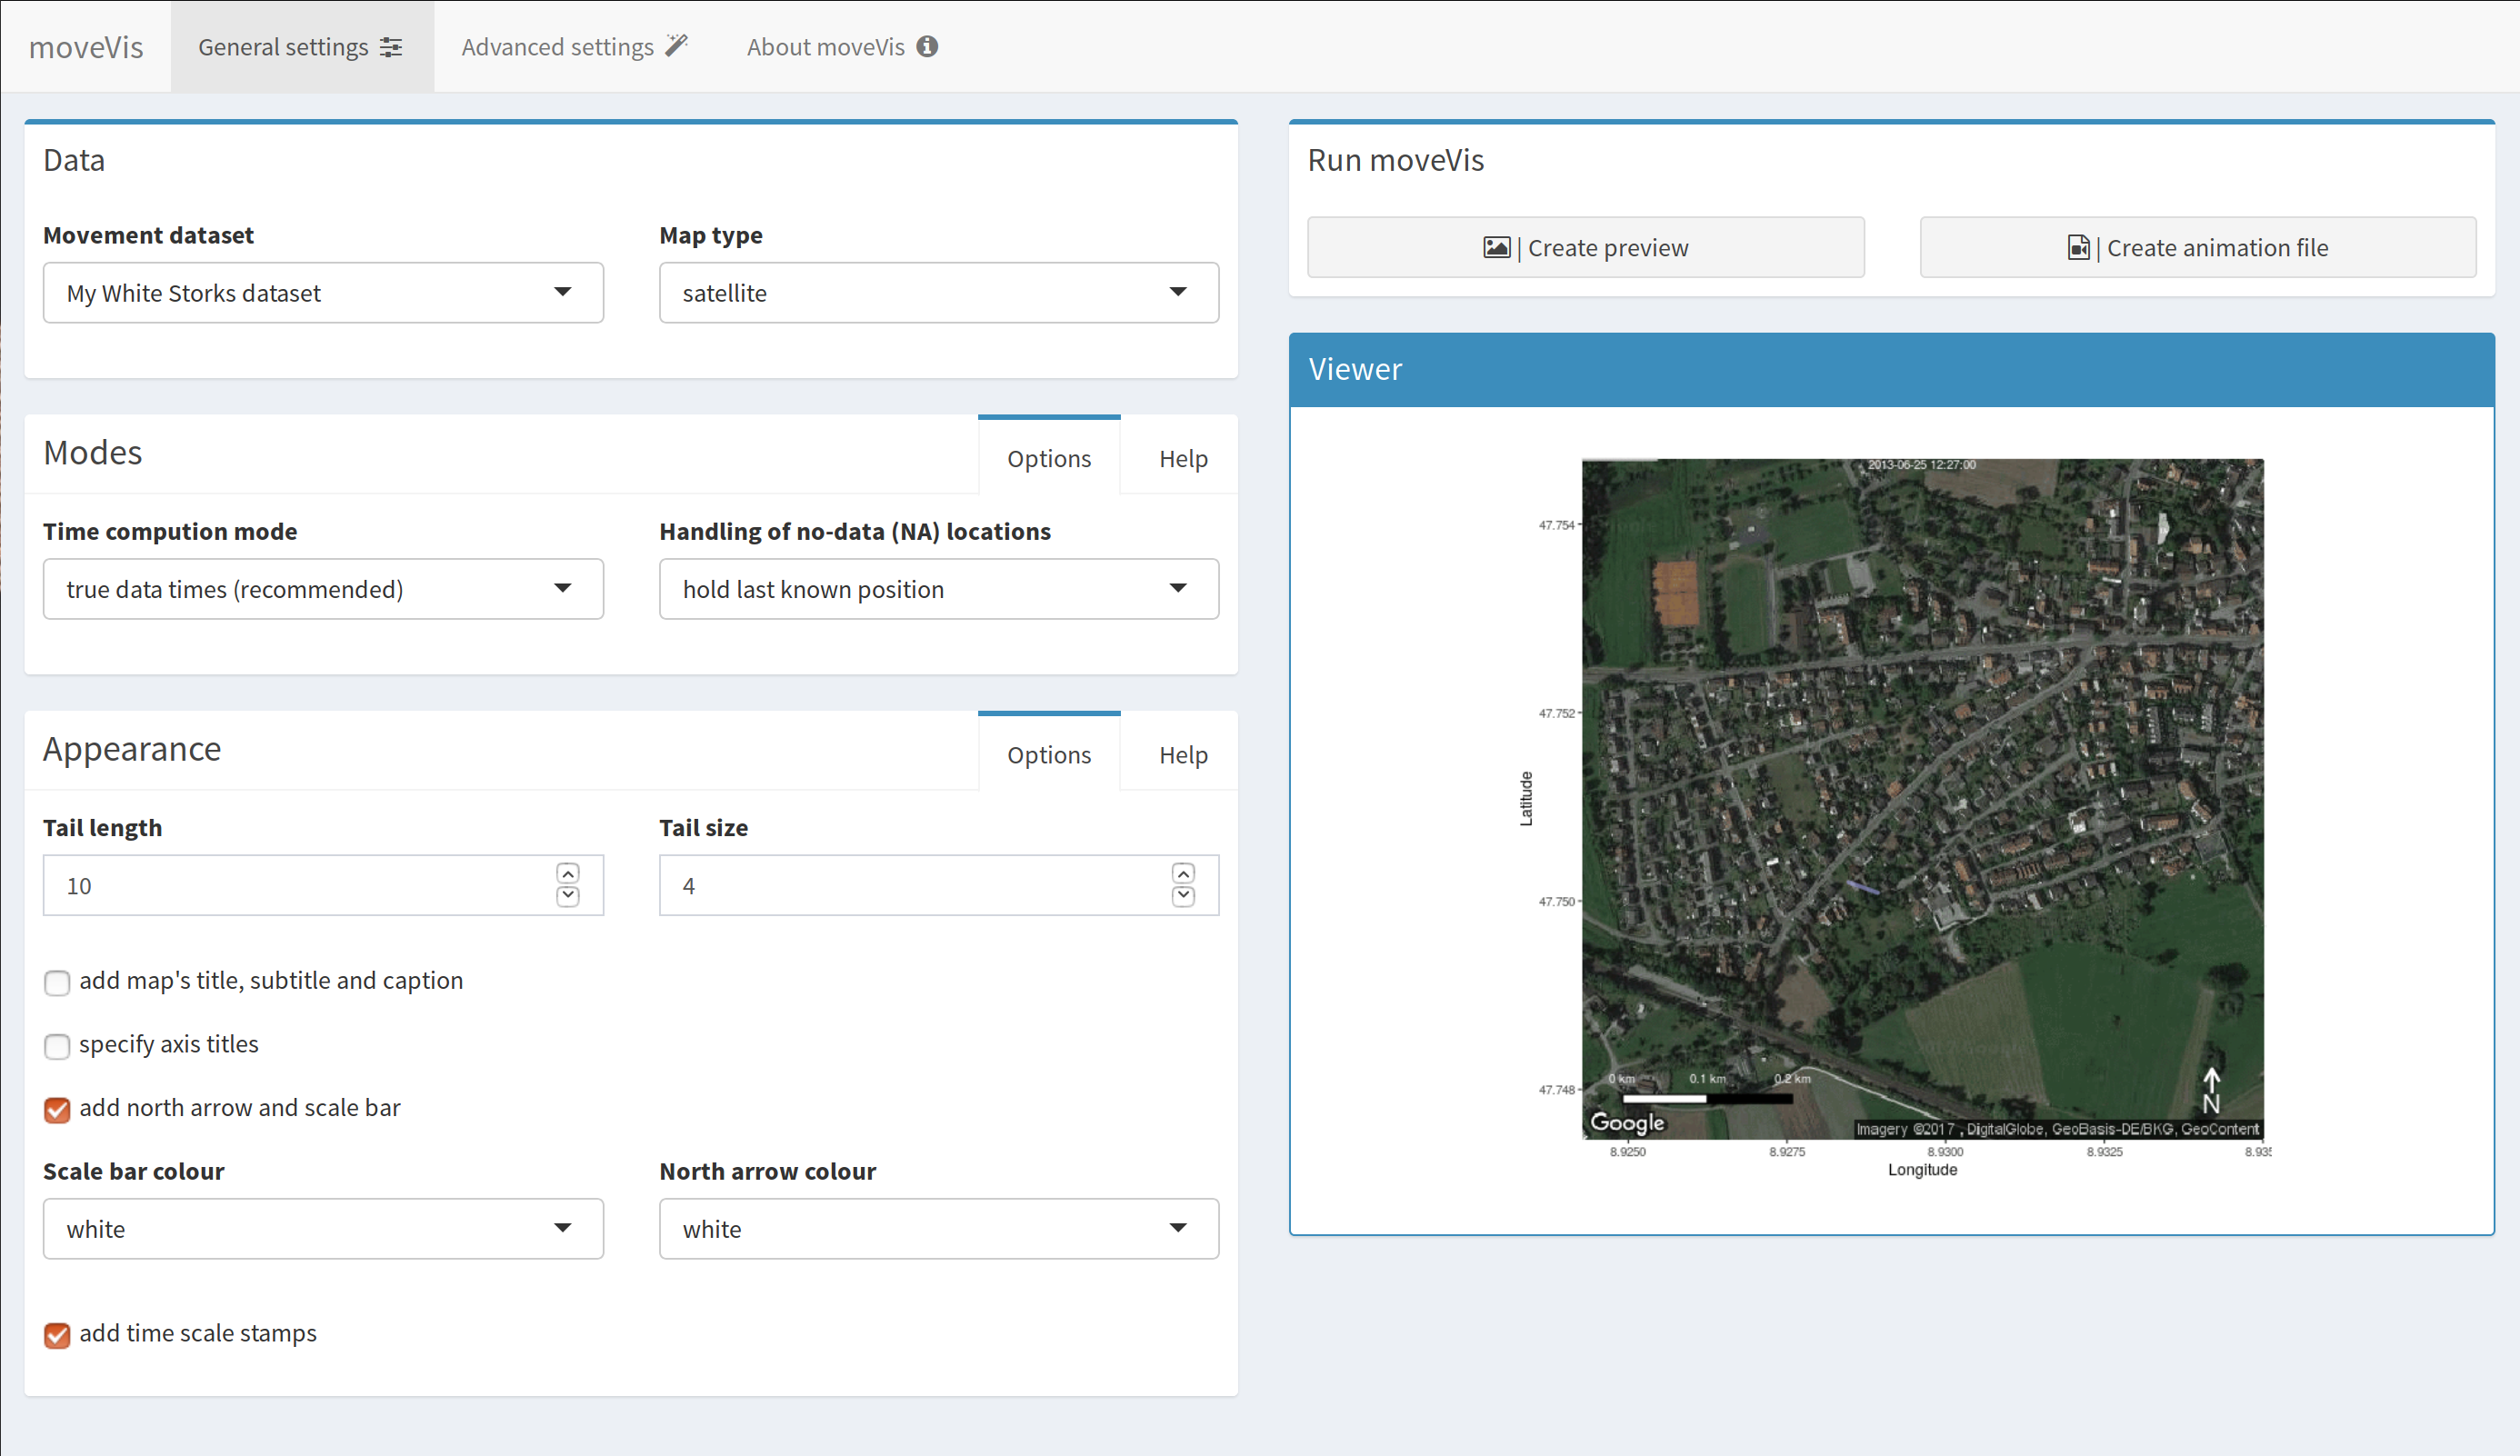 moveVis
General settings
Advanced settings
About moveVis
Data
Movement dataset
Map type
My White Storks dataset
satellite
Modes
Options
Help
Time compution mode
Handling of no-data (NA) locations
true data times (recommended)
hold last known position
Appearance
Options
Help
Tail length
Tail size
10
4
add map's title, subtitle and caption
specify axis titles
add north arrow and scale bar
Scale bar colour
North arrow colour
white
white
add time scale stamps
Run moveVis
| Create preview
| Create animation file
Viewer
2013-06-25 12:27:00
47.754
47.752
Latitude
47.750
47.748
0 km
0.1 km
0.2 km
N
Google
Imagery ©2017 , DigitalGlobe, GeoBasis-DE/BKG, GeoContent
8.9250
8.9275
8.9300
8.9325
Longitude